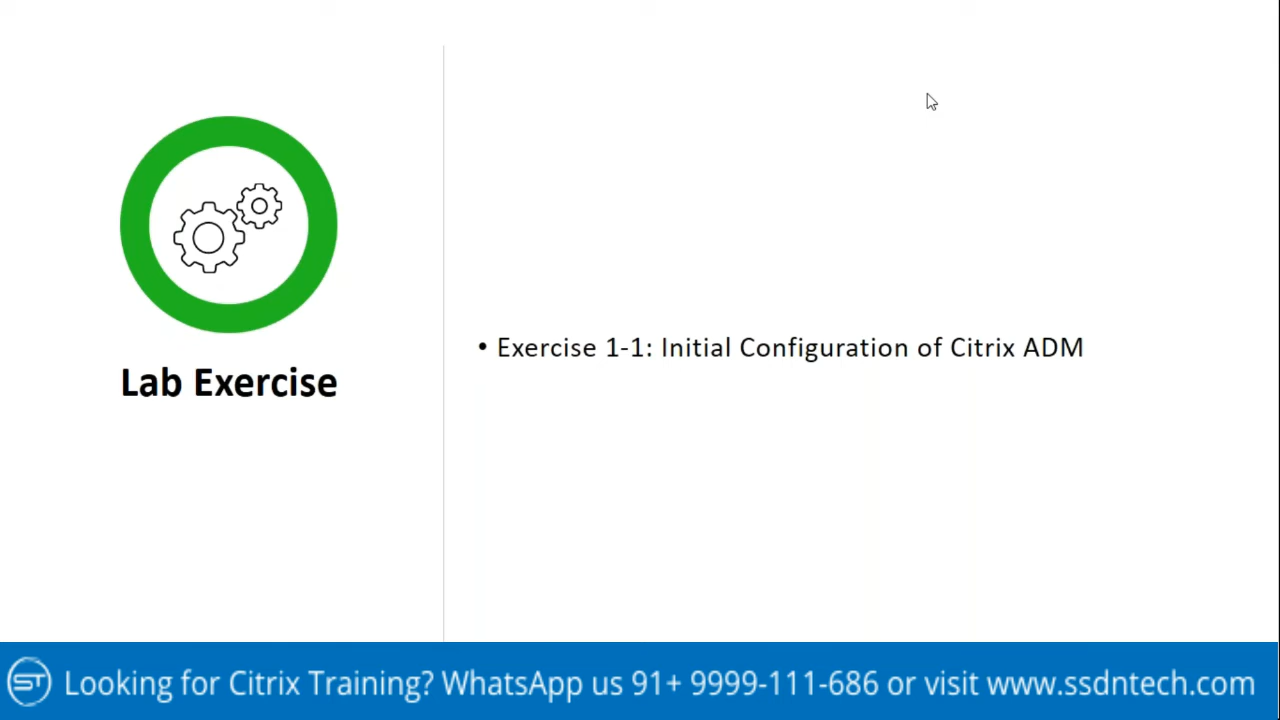 • Exercise 1-1: Initial Configuration of Citrix ADM
Lab Exercise
ST Looking for Citrix Training? WhatsApp us 91+ 9999-111-686 or visit www.ssdntech.com